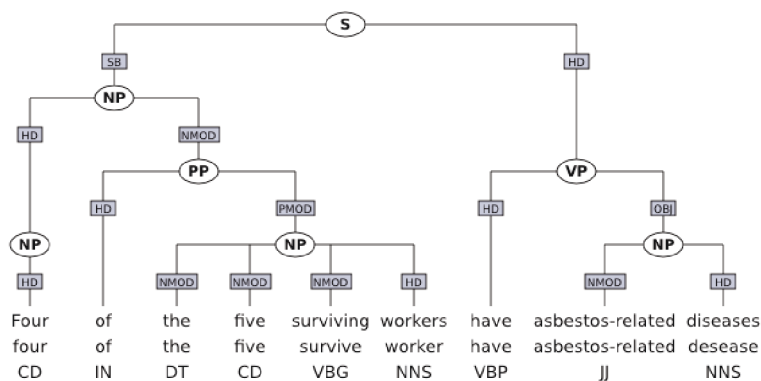 S
SB HD
NP
HD NMOD
PP VP
HD PMOD HD OBJ
NP NP NP
HD NMOD NMOD NMOD HD NMOD HD
Four of the five surviving workers have asbestos-related diseases
four of the five survive worker have asbestos-related desease
CD IN DT CD VBG NNS VBP JJ NNS